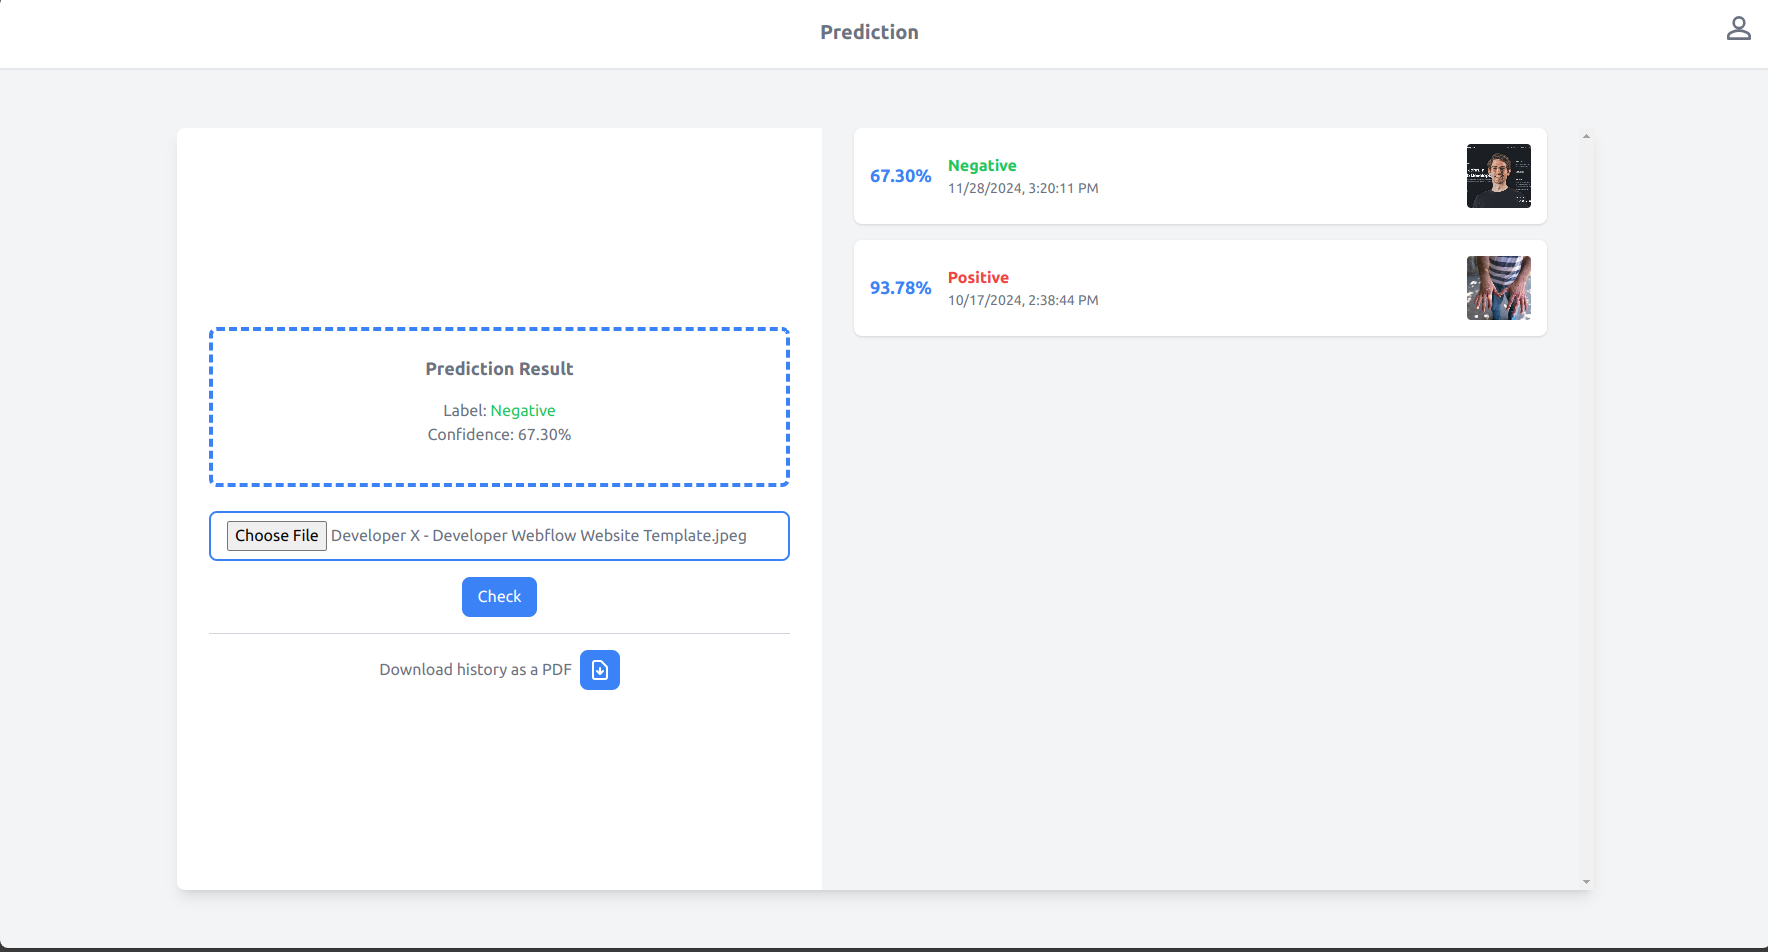 Prediction
Prediction Result
Label: Negative
Confidence: 67.30%
Choose File Developer X - Developer Webflow Website Template.jpeg
Check
Download history as a PDF
67.30%
Negative
11/28/2024, 3:20:11 PM
93.78%
Positive
10/17/2024, 2:38:44 PM